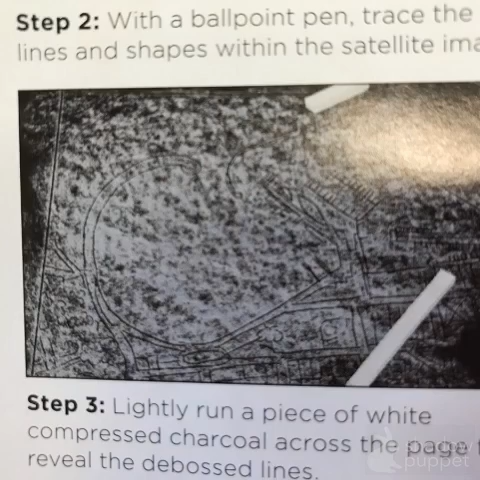 Step 2: With a ballpoint pen, trace the
lines and shapes within the satellite ima
Step 3: Lightly run a piece of white
compressed charcoal across the page
reveal the debossed lines.
shadow
puppet